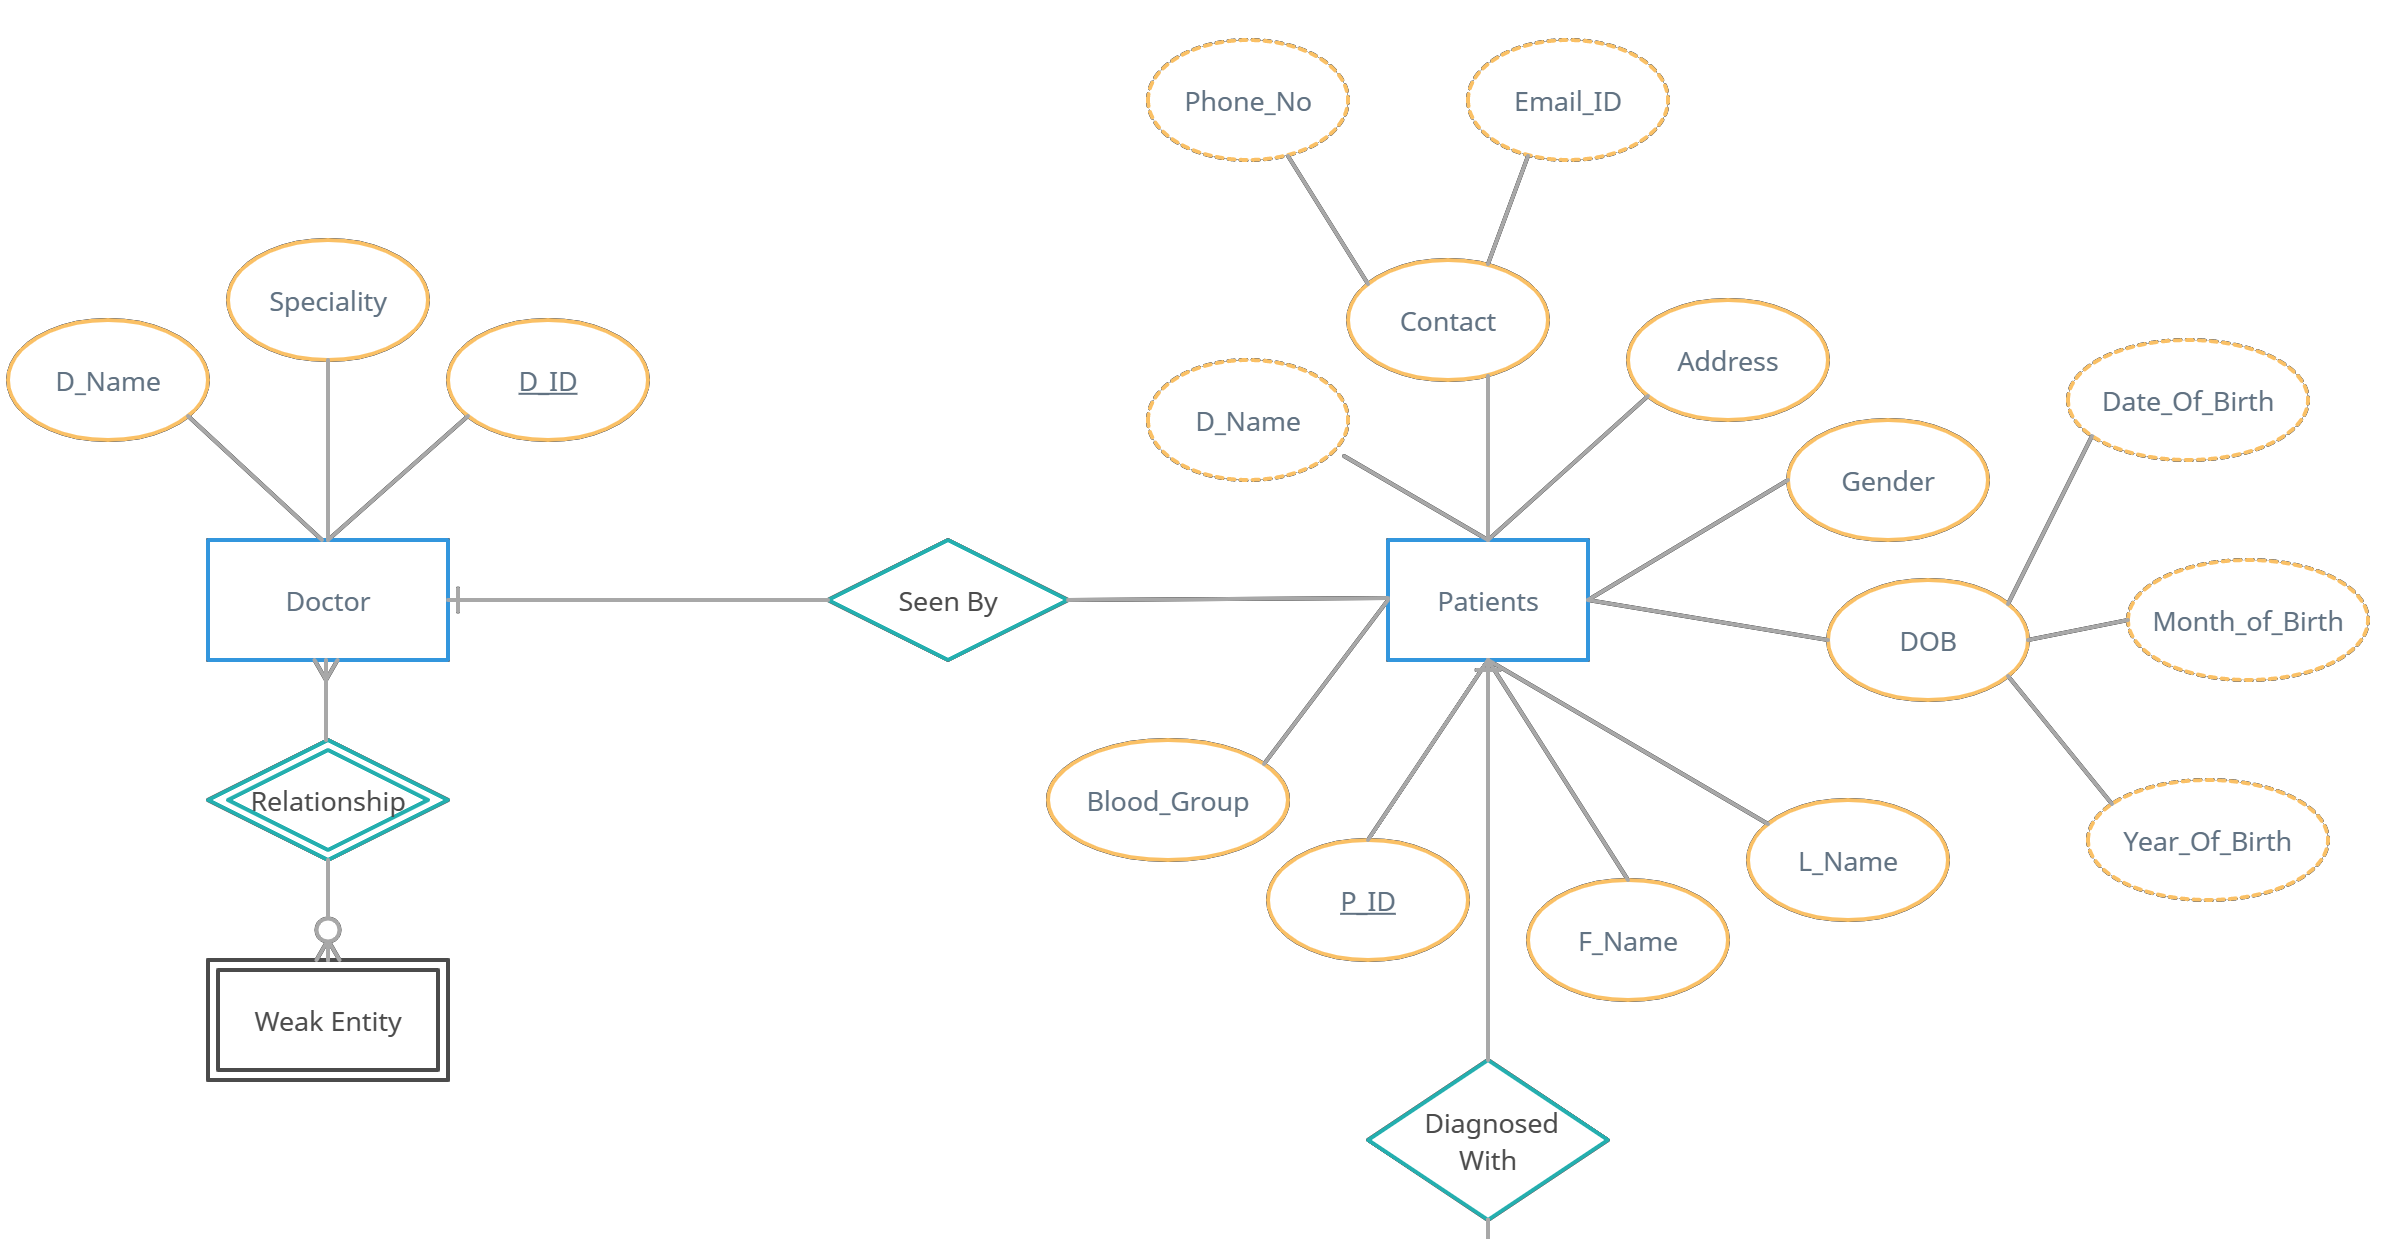 Phone_No
Email_ID
Speciality
Contact
Address
D_Name
D_ID
D_Name
Date_Of_Birth
Gender
Doctor
Seen By
Patients
DOB
Month_of_Birth
Relationship
Blood_Group
Year_Of_Birth
P_ID
L_Name
F_Name
Weak Entity
Diagnosed
With